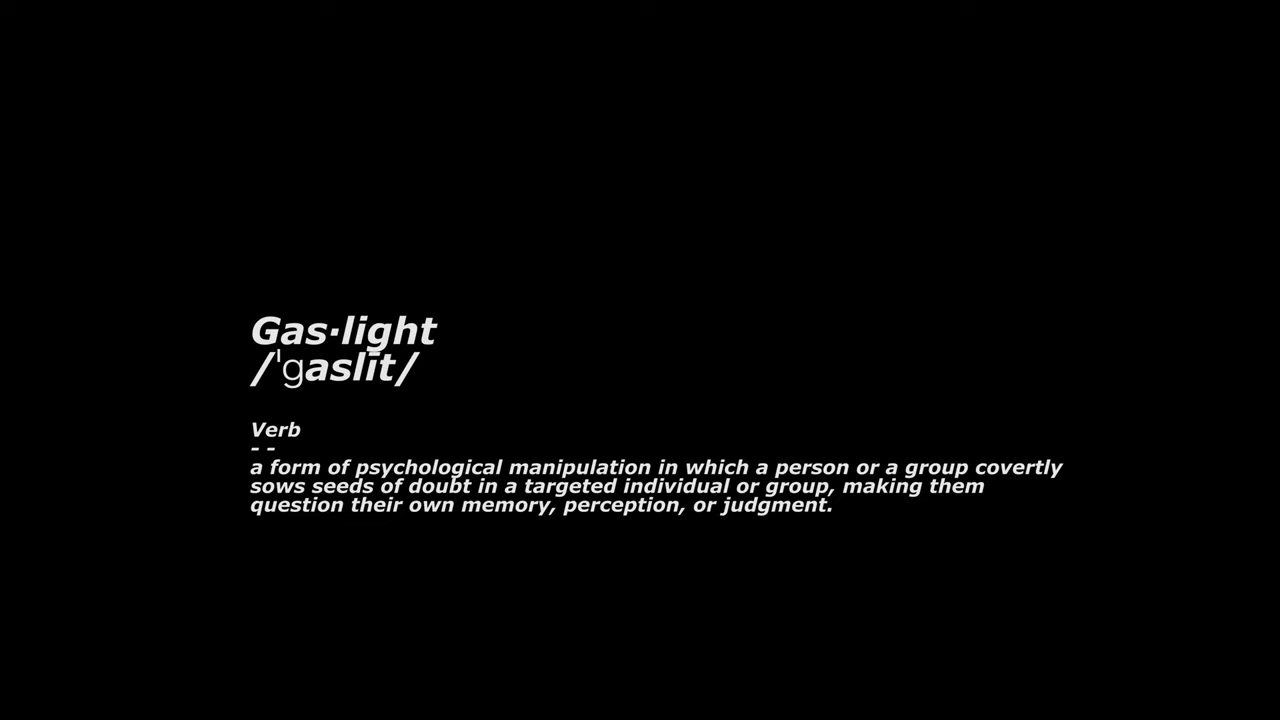 Gas·light
/ˈgaslīt/
Verb
- -
a form of psychological manipulation in which a person or a group covertly
sows seeds of doubt in a targeted individual or group, making them
question their own memory, perception, or judgment.